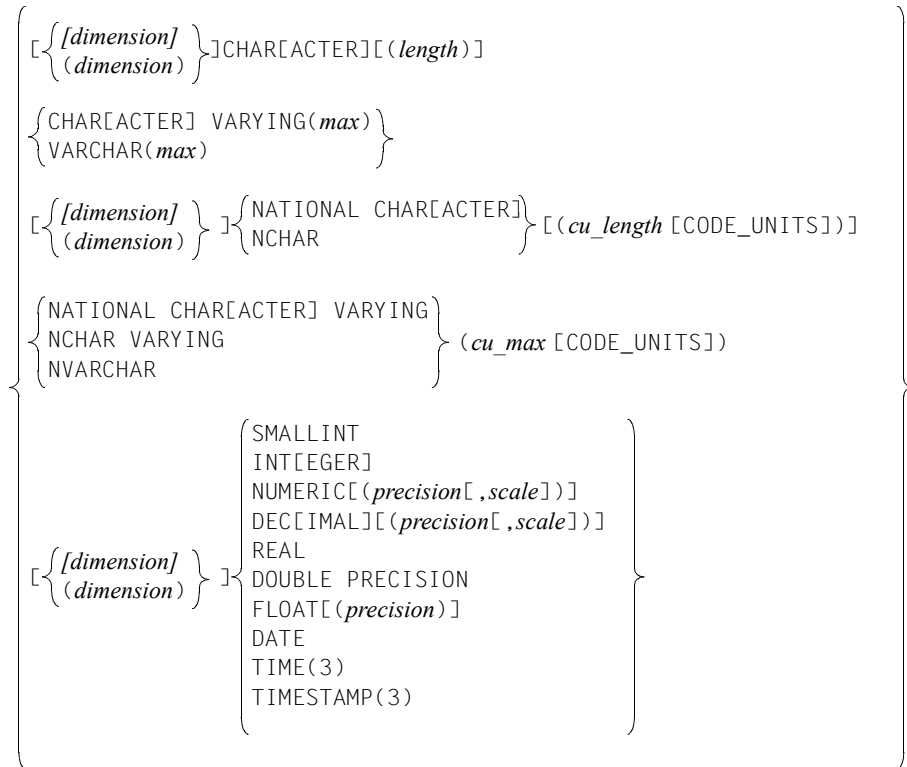 [{[dimension]
(dimension)}]CHAR[ACTER][(length)]
{CHAR[ACTER] VARYING(max)
VARCHAR(max)}
[{[dimension]
(dimension)} ]{NATIONAL CHAR[ACTER]
NCHAR} [(cu_length [CODE_UNITS])]
{NATIONAL CHAR[ACTER] VARYING
NCHAR VARYING
NVARCHAR} (cu_max [CODE_UNITS])
[{[dimension]
(dimension)} ]{SMALLINT
INT[EGER]
NUMERIC[(precision[ ,scale])]
DEC[IMAL][(precision[ ,scale])]
REAL
DOUBLE PRECISION
FLOAT[(precision)]
DATE
TIME(3)
TIMESTAMP(3)}